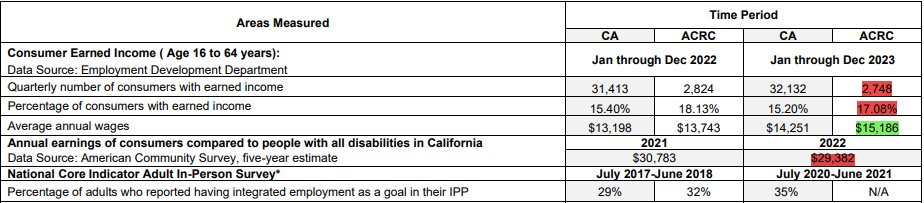 Areas Measured Time Period
CA ACRC CA ACRC
Consumer Earned Income ( Age 16 to 64 years): Jan through Dec 2022 Jan through Dec 2023
Data Source: Employment Development Department
Quarterly number of consumers with earned income 31,413 2,824 32,132 2,748
Percentage of consumers with earned income 15.40% 18.13% 15.20% 17.08%
Average annual wages $13,198 $13,743 $14,251 $15,186
Annual earnings of consumers compared to people with all disabilities in California 2021 2022
Data Source: American Community Survey, five-year estimate $30,783 $29,382
National Core Indicator Adult In-Person Survey* July 2017-June 2018 July 2020-June 2021
Percentage of adults who reported having integrated employment as a goal in their IPP 29% 32% 35% N/A